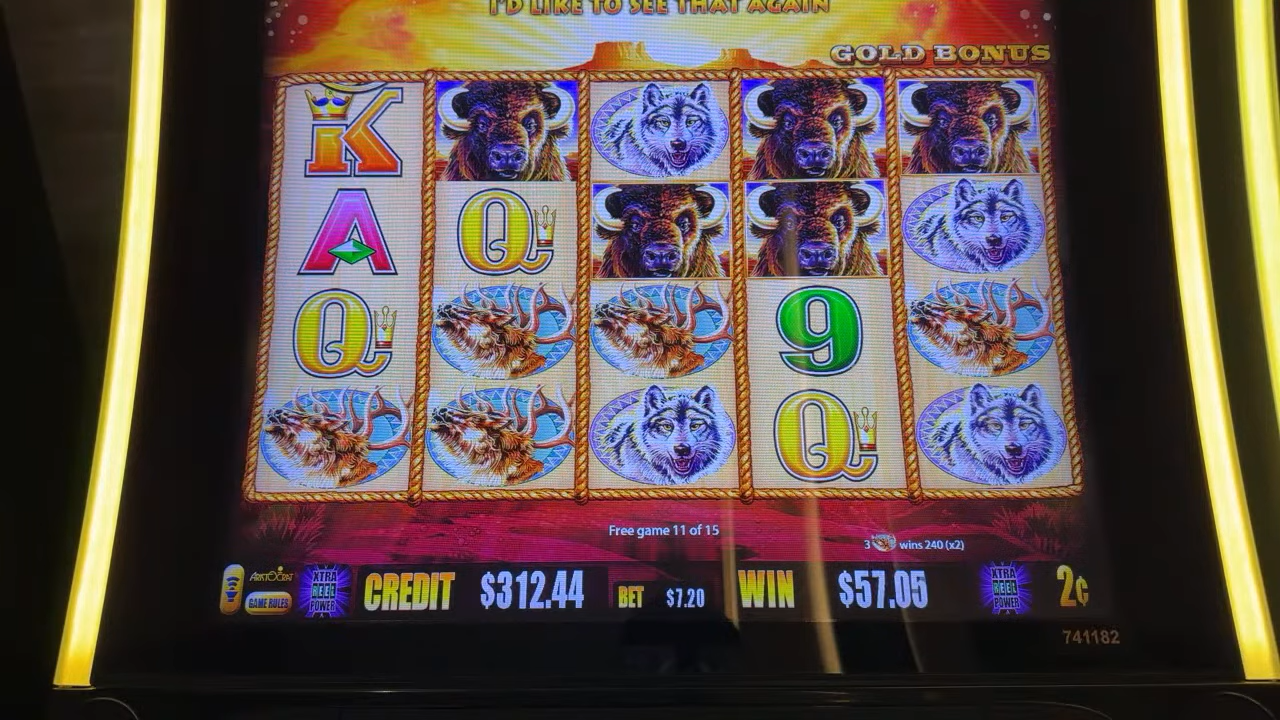 I'D LIKE TO SEE THAT AGAIN
GOLD BONUS
K
A Q
Q 9
Q
Free game 11 of 15
3 wins 240 (x2)
ARISTOCRAT
GAME RULES
XTRA
REEL
POWER
CREDIT $312.44 BET $7.20 WIN $57.05
XTRA
REEL
POWER
2¢
741182